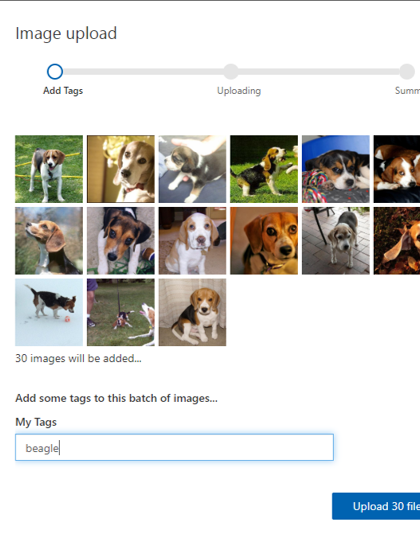 Image upload
Add Tags
Uploading
Summ
30 images will be added...
Add some tags to this batch of images...
My Tags
beagle
Upload 30 file